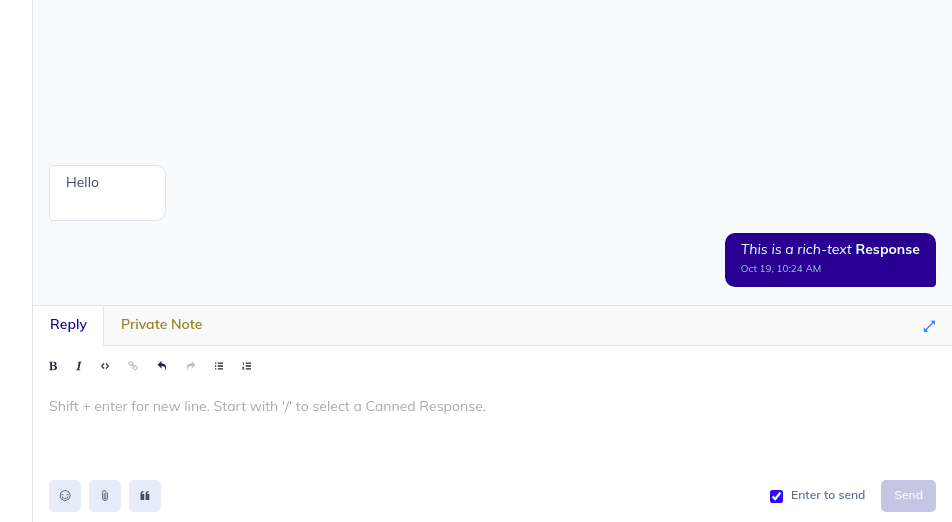 Hello
This is a rich-text Response
Oct 19, 10:24 AM
Reply Private Note
B I
Shift + enter for new line. Start with '/' to select a Canned Response.
Enter to send Send